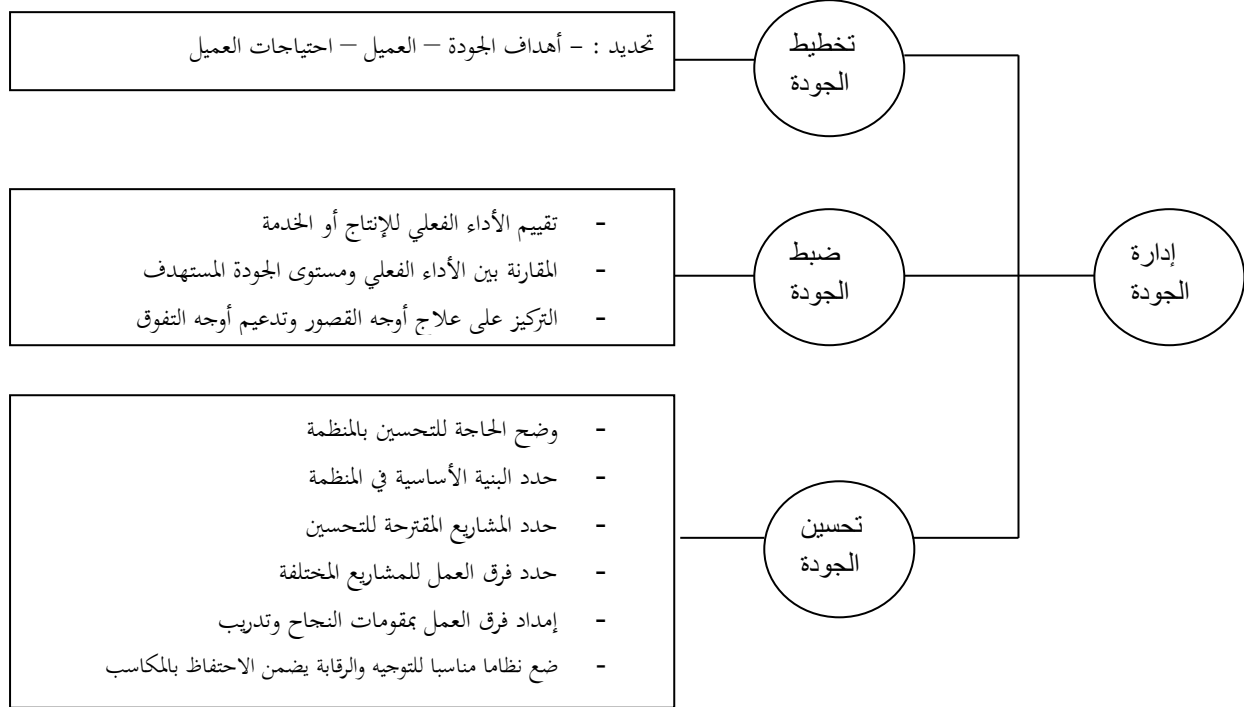 إدارة
الجودة
تخطيط
الجودة
تحديد : - أهداف الجودة – العميل – احتياجات العميل
ضبط
الجودة
- تقييم الأداء الفعلي للإنتاج أو الخدمة
- المقارنة بين الأداء الفعلي ومستوى الجودة المستهدف
- التركيز على علاج أوجه القصور وتدعيم أوجه التفوق
تحسين
الجودة
- وضح الحاجة للتحسين بالمنظمة
- حدد البنية الأساسية في المنظمة
- حدد المشاريع المقترحة للتحسين
- حدد فرق العمل للمشاريع المختلفة
- إمداد فرق العمل بمقومات النجاح وتدريب
- ضع نظاما مناسبا للتوجيه والرقابة يضمن الاحتفاظ بالمكاسب